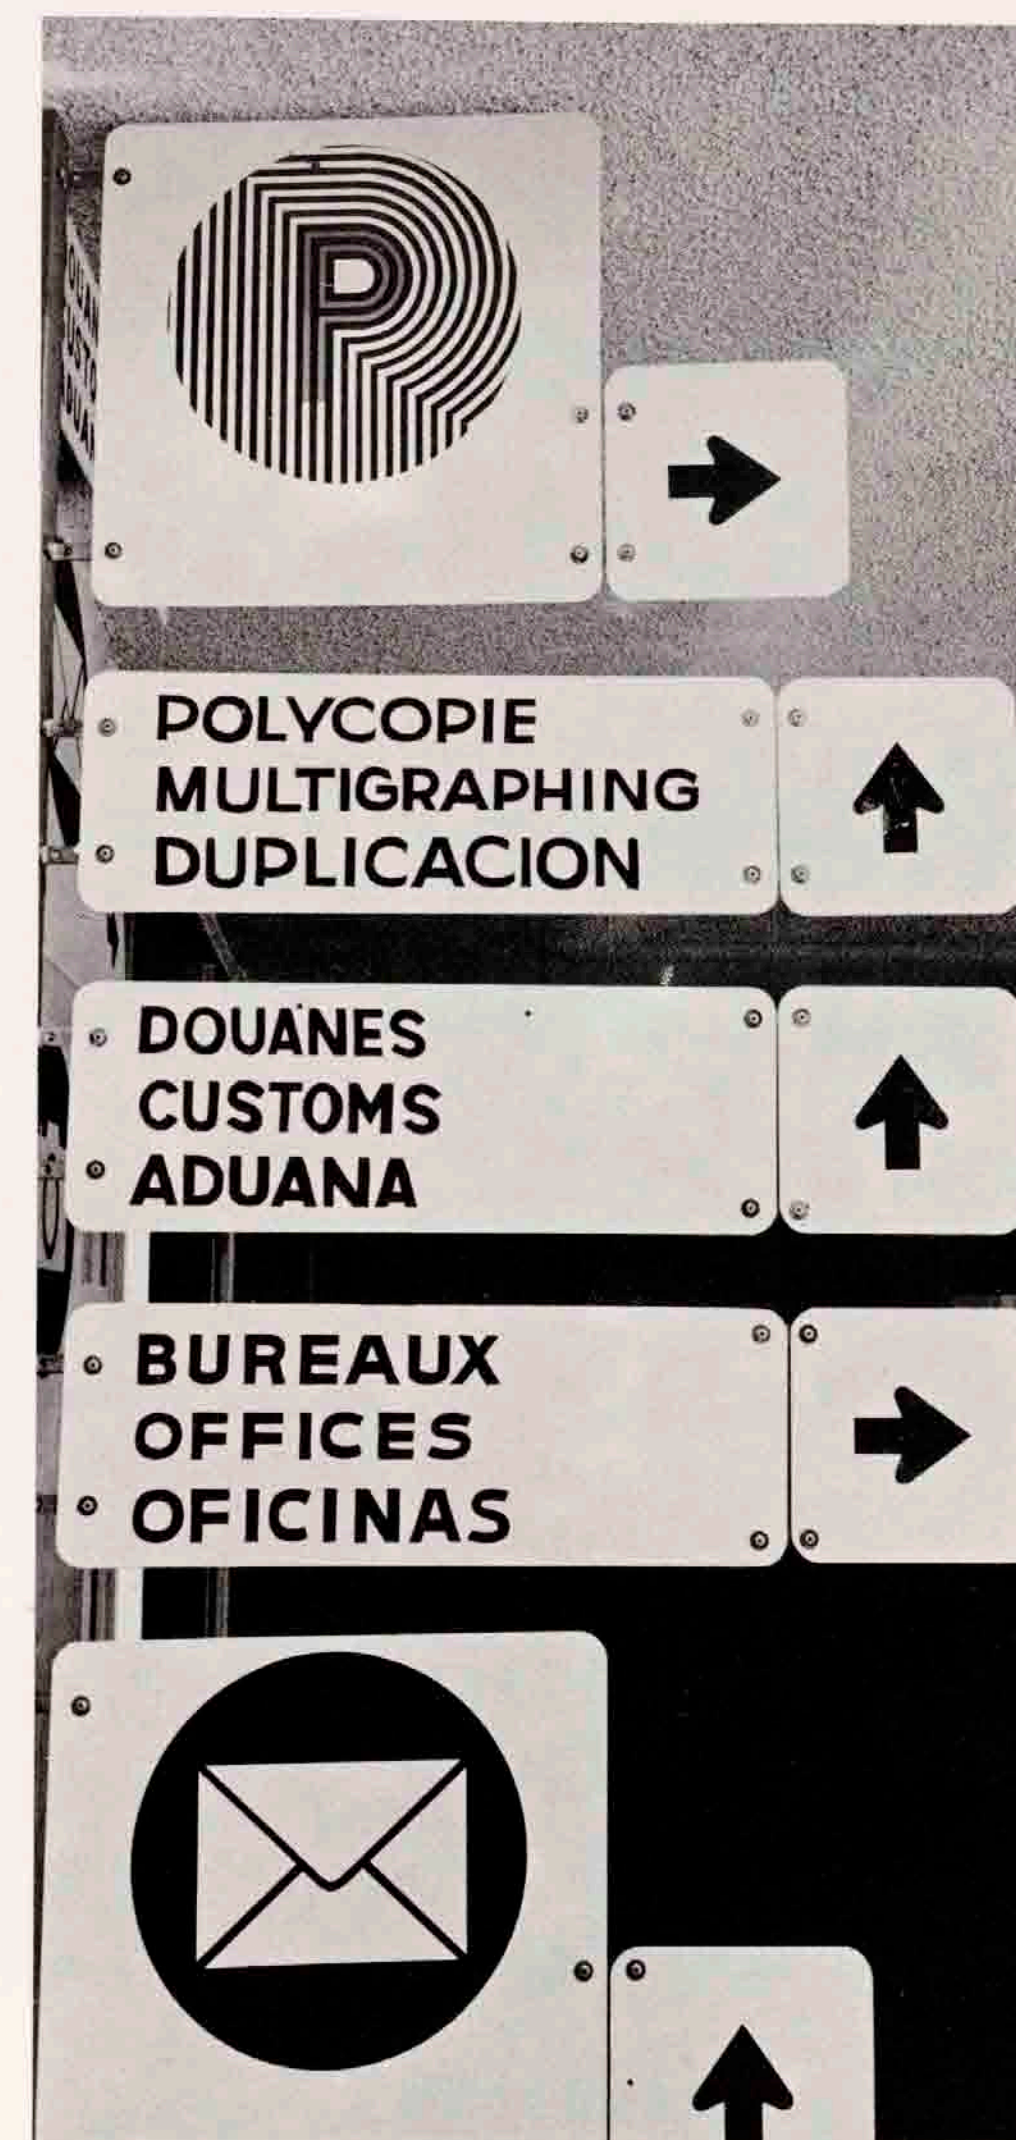 P
POLYCOPIE
MULTIGRAPHING
DUPLICACION
DOUANES
CUSTOMS
ADUANA
BUREAUX
OFFICES
OFICINAS